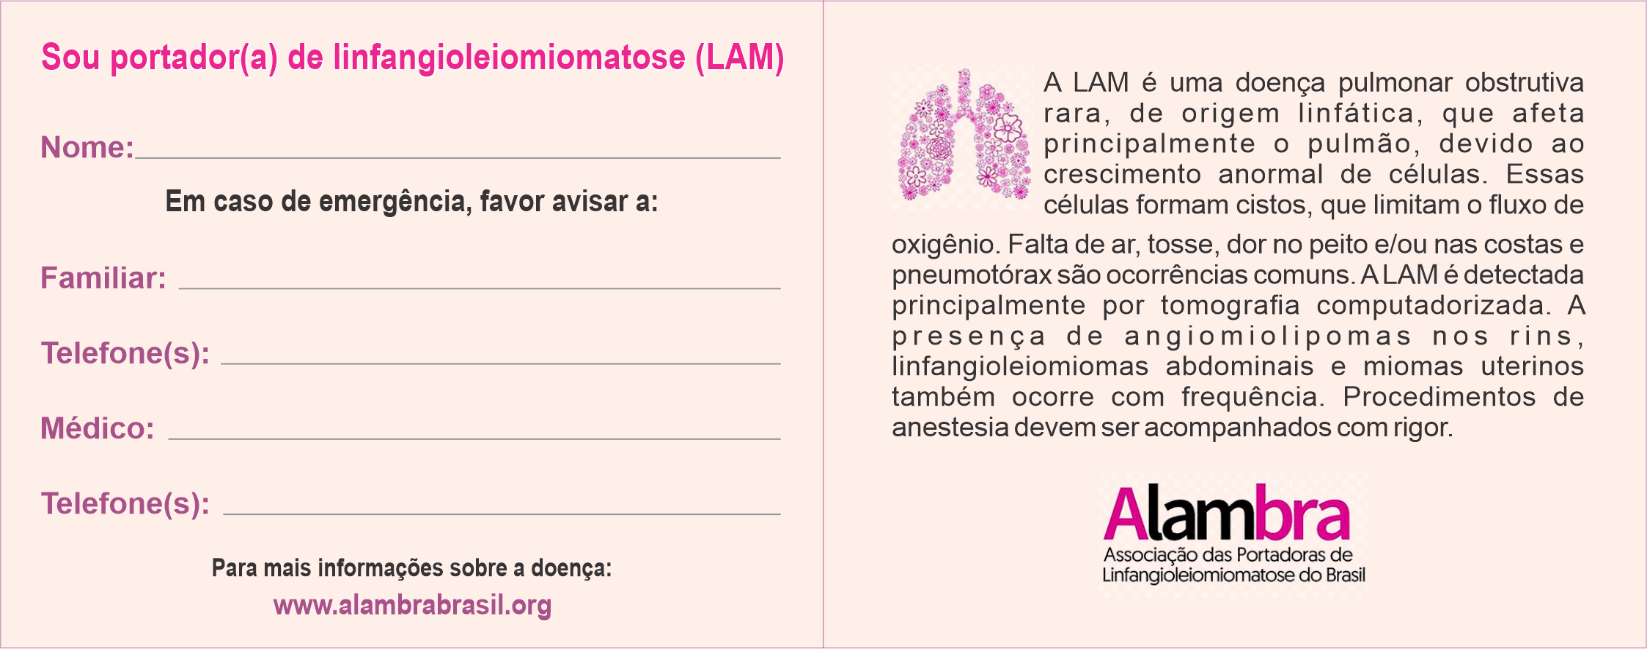 Sou portador(a) de linfangioleiomiomatose (LAM)
Nome:
Em caso de emergência, favor avisar a:
Familiar:
Telefone(s):
Médico:
Telefone(s):
Para mais informações sobre a doença:
www.alambrabrasil.org
A LAM é uma doença pulmonar obstrutiva
rara, de origem linfática, que afeta
principalmente o pulmão, devido ao
crescimento anormal de células. Essas
células formam cistos, que limitam o fluxo de
oxigênio. Falta de ar, tosse, dor no peito e/ou nas costas e
pneumotórax são ocorrências comuns. A LAM é detectada
principalmente por tomografia computadorizada. A
presença de angiomiolipomas nos rins,
linfangioleiomiomas abdominais e miomas uterinos
também ocorre com frequência. Procedimentos de
anestesia devem ser acompanhados com rigor.
Alambra
Associação das Portadoras de
Linfangioleiomiomatose do Brasil